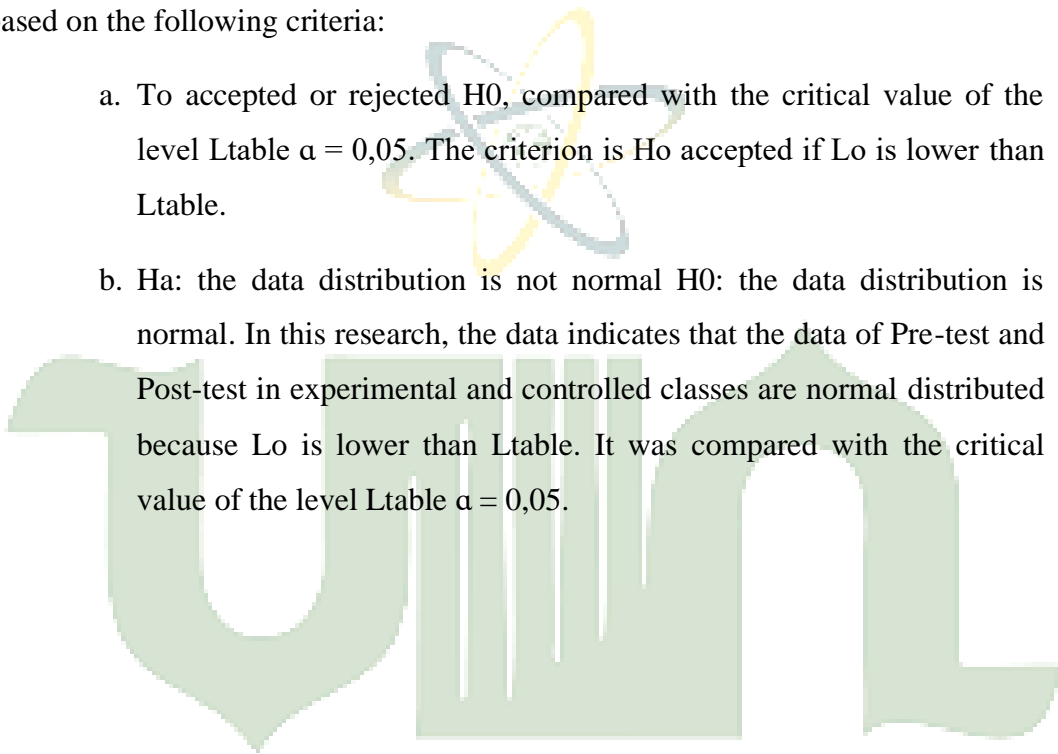 ased on the following criteria:
a. To accepted or rejected H0, compared with the critical value of the
level Ltable α = 0,05. The criterion is Ho accepted if Lo is lower than
Ltable.
b. Ha: the data distribution is not normal H0: the data distribution is
normal. In this research, the data indicates that the data of Pre-test and
Post-test in experimental and controlled classes are normal distributed
because Lo is lower than Ltable. It was compared with the critical
value of the level Ltable α = 0,05.